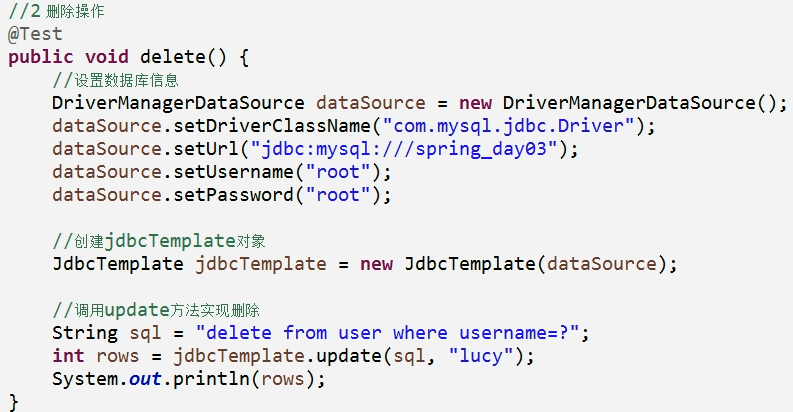 //2 删除操作
@Test
public void delete() {
    //设置数据库信息
    DriverManagerDataSource dataSource = new DriverManagerDataSource();
    dataSource.setDriverClassName("com.mysql.jdbc.Driver");
    dataSource.setUrl("jdbc:mysql:///spring_day03");
    dataSource.setUsername("root");
    dataSource.setPassword("root");
    //创建jdbcTemplate对象
    JdbcTemplate jdbcTemplate = new JdbcTemplate(dataSource);
    //调用update方法实现删除
    String sql = "delete from user where username=?";
    int rows = jdbcTemplate.update(sql, "lucy");
    System.out.println(rows);
}